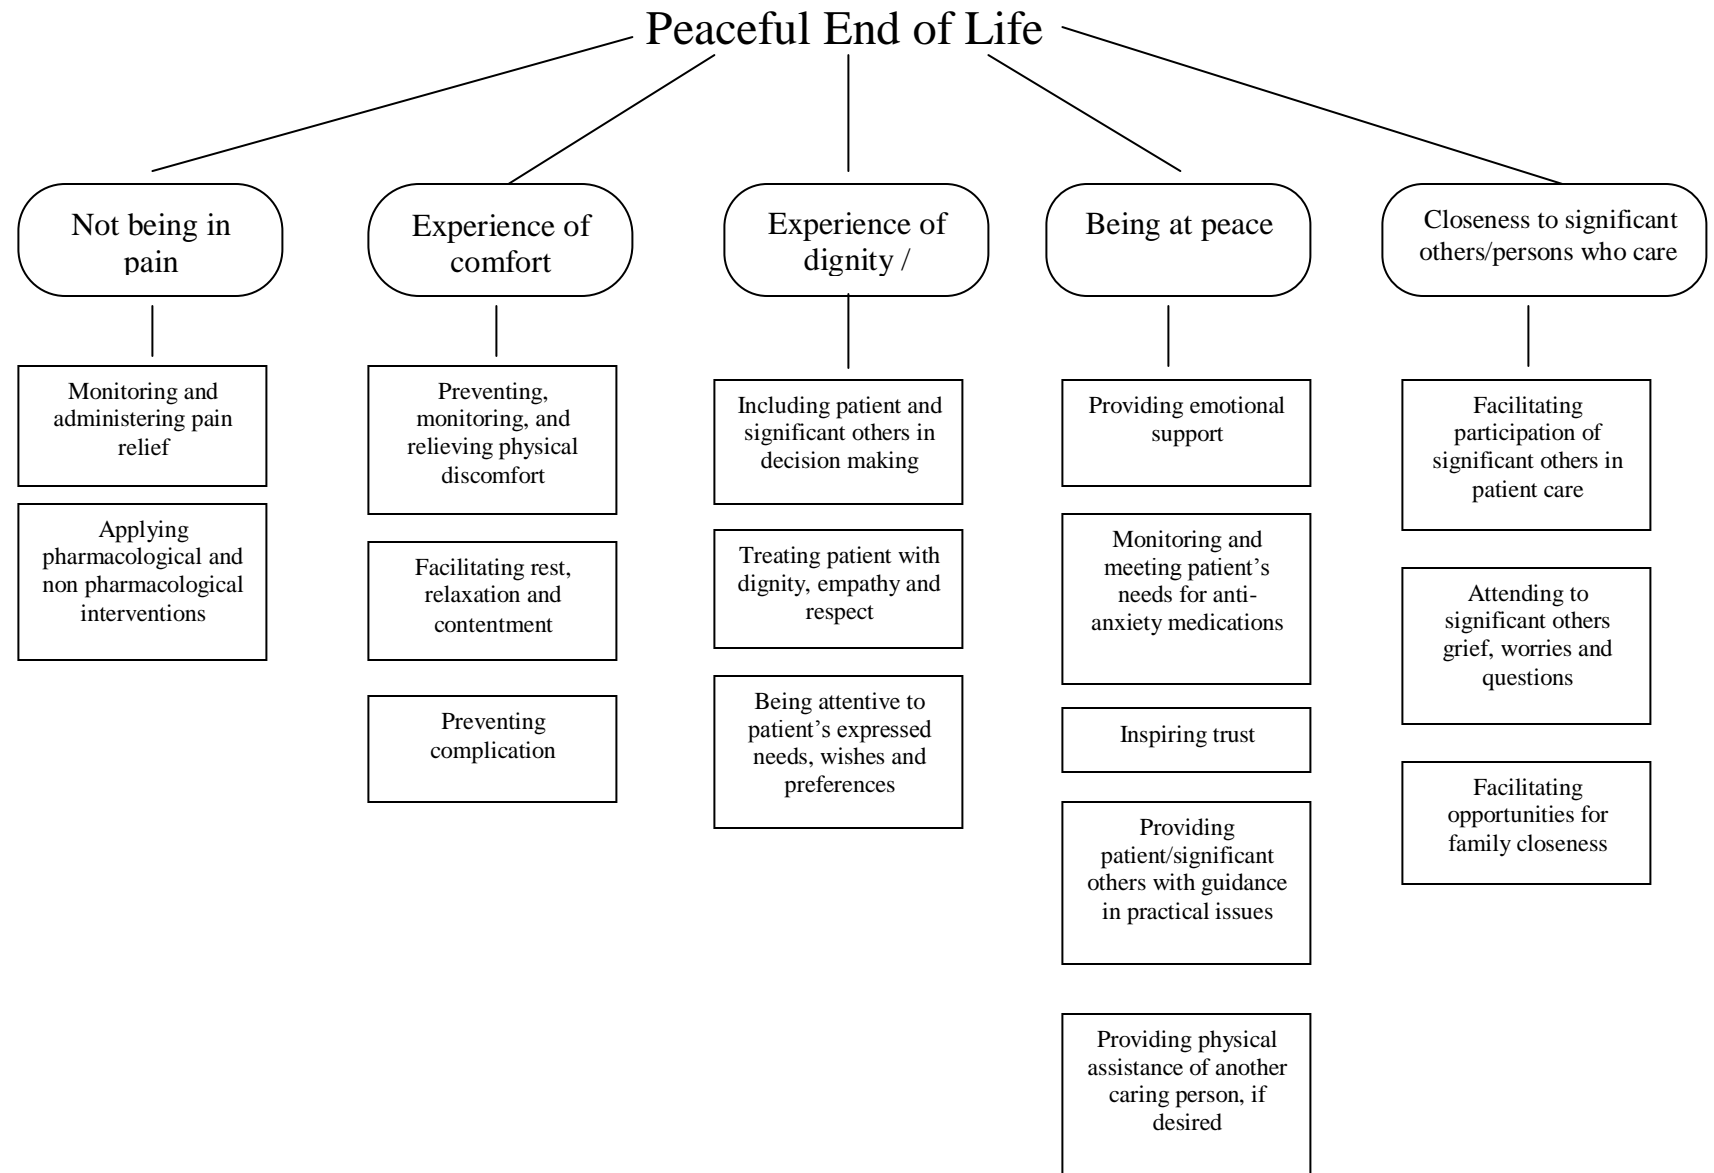 Peaceful End of Life
Not being in
pain
Experience of
comfort
Experience of
dignity /
Being at peace
Closeness to significant
others/persons who care
Monitoring and
administering pain
relief
Applying
pharmacological and
non pharmacological
interventions
Preventing,
monitoring, and
relieving physical
discomfort
Facilitating rest,
relaxation and
contentment
Preventing
complication
Including patient and
significant others in
decision making
Treating patient with
dignity, empathy and
respect
Being attentive to
patient’s expressed
needs, wishes and
preferences
Providing emotional
support
Monitoring and
meeting patient’s
needs for anti-
anxiety medications
Inspiring trust
Providing
patient/significant
others with guidance
in practical issues
Providing physical
assistance of another
caring person, if
desired
Facilitating
participation of
significant others in
patient care
Attending to
significant others
grief, worries and
questions
Facilitating
opportunities for
family closeness